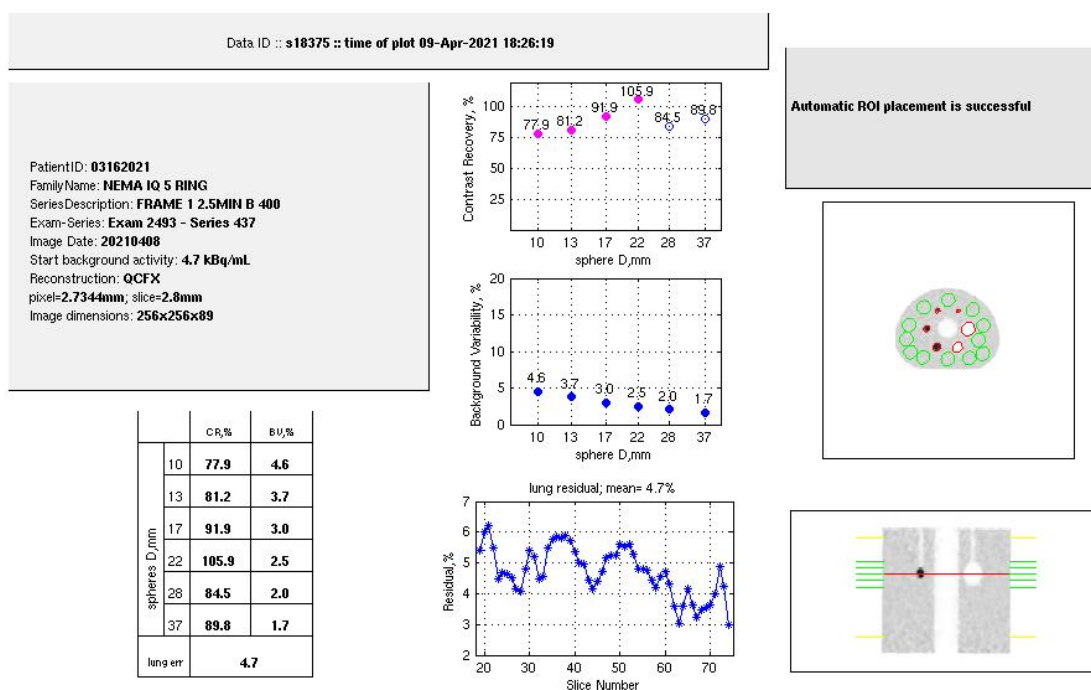 Data ID :: s18375 :: time of plot 09-Apr-2021 18:26:19
Automatic ROI placement is successful
PatientID: 03162021
FamilyName: NEMA IQ 5 RING
SeriesDescription: FRAME 1 2.5MIN B 400
Exam-Series: Exam 2493 - Series 437
Image Date: 20210408
Start background activity: 4.7 kBq/mL
Reconstruction: QCFX
pixel=2.7344mm; slice=2.8mm
Image dimensions: 256x256x89
Contrast Recovery, %
100
75
50
25
77.9 81.2 91.9 105.9 84.5 89.8
10 13 17 22 28 37
sphere D,mm
Background Variability, %
20
15
10
5
0
4.6 3.7 3.0 2.5 2.0 1.7
10 13 17 22 28 37
sphere D,mm
CR,% BV,%
spheres D,mm
10 77.9 4.6
13 81.2 3.7
17 91.9 3.0
22 105.9 2.5
28 84.5 2.0
37 89.8 1.7
lung err 4.7
lung residual; mean= 4.7%
Residual,%
7
6
5
4
3
2
20 30 40 50 60 70
Slice Number